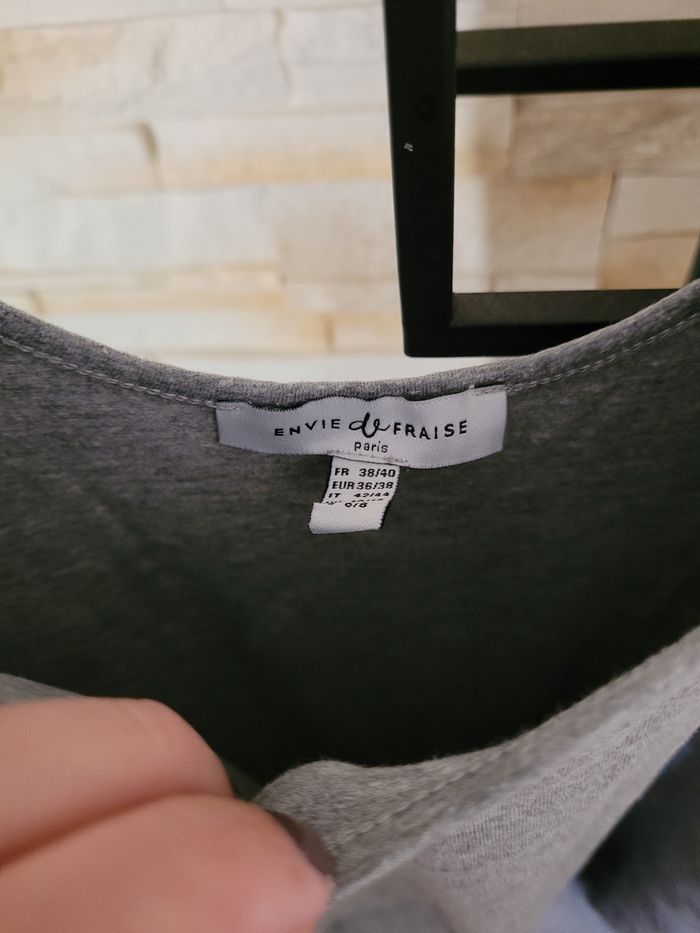 ENVIE de FRAISE
paris
FR 38/40
EUR 36/38
IT 42/44